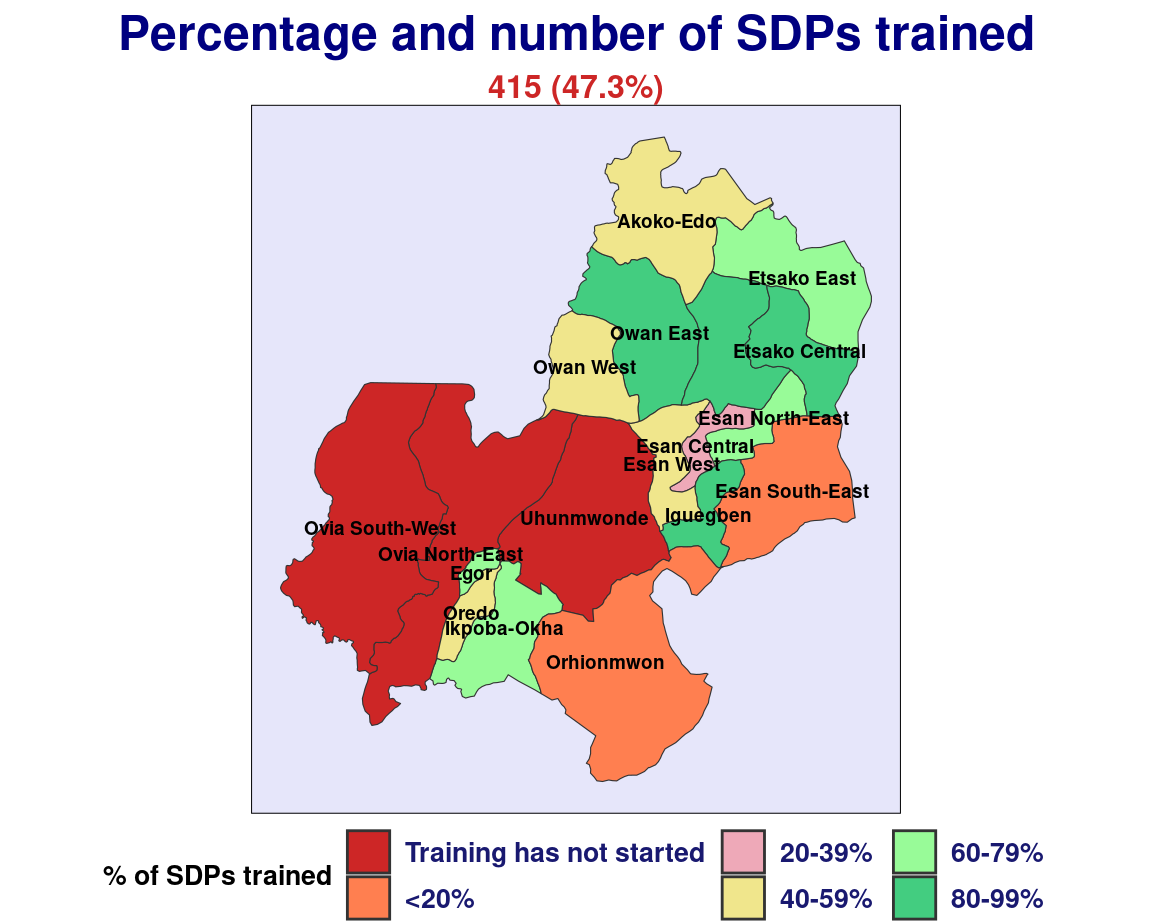 Percentage and number of SDPs trained
415 (47.3%)
Akoko-Edo
Etsako East
Owan East
Etsako Central
Owan West
Esan North-East
Esan Central
Esan West
Esan South-East
Iguegben
Uhunmwonde
Ovia South-West
Ovia North-East
Egor
Oredo
Ikpoba-Okha
Orhionmwon
% of SDPs trained
Training has not started
<20%
20-39%
40-59%
60-79%
80-99%